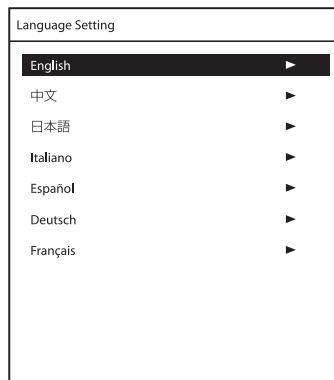 Language Setting
English
中文
日本語
Italiano
Español
Deutsch
Français